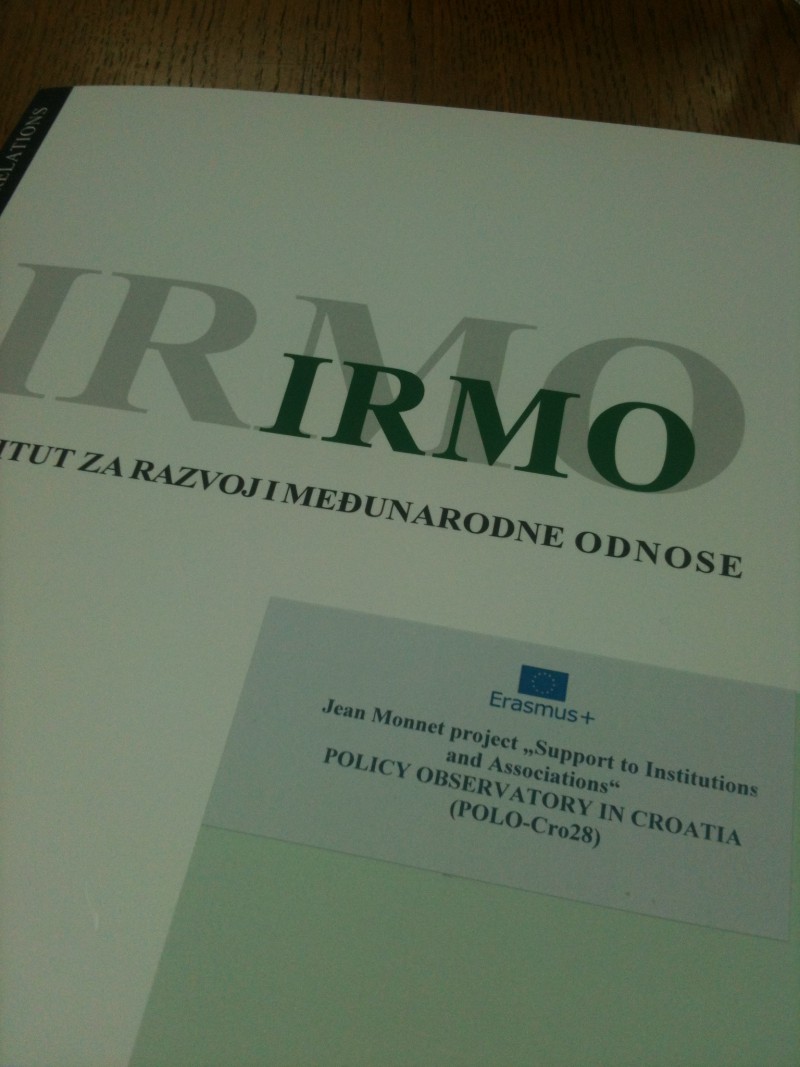 RELATIONS
IRMO
IRMO
ITUT ZA RAZVOJ I MEĐUNARODNE ODNOSE
Erasmus+
Jean Monnet project „Support to Institutions
and Associations“
POLICY OBSERVATORY IN CROATIA
(POLO-Cro28)